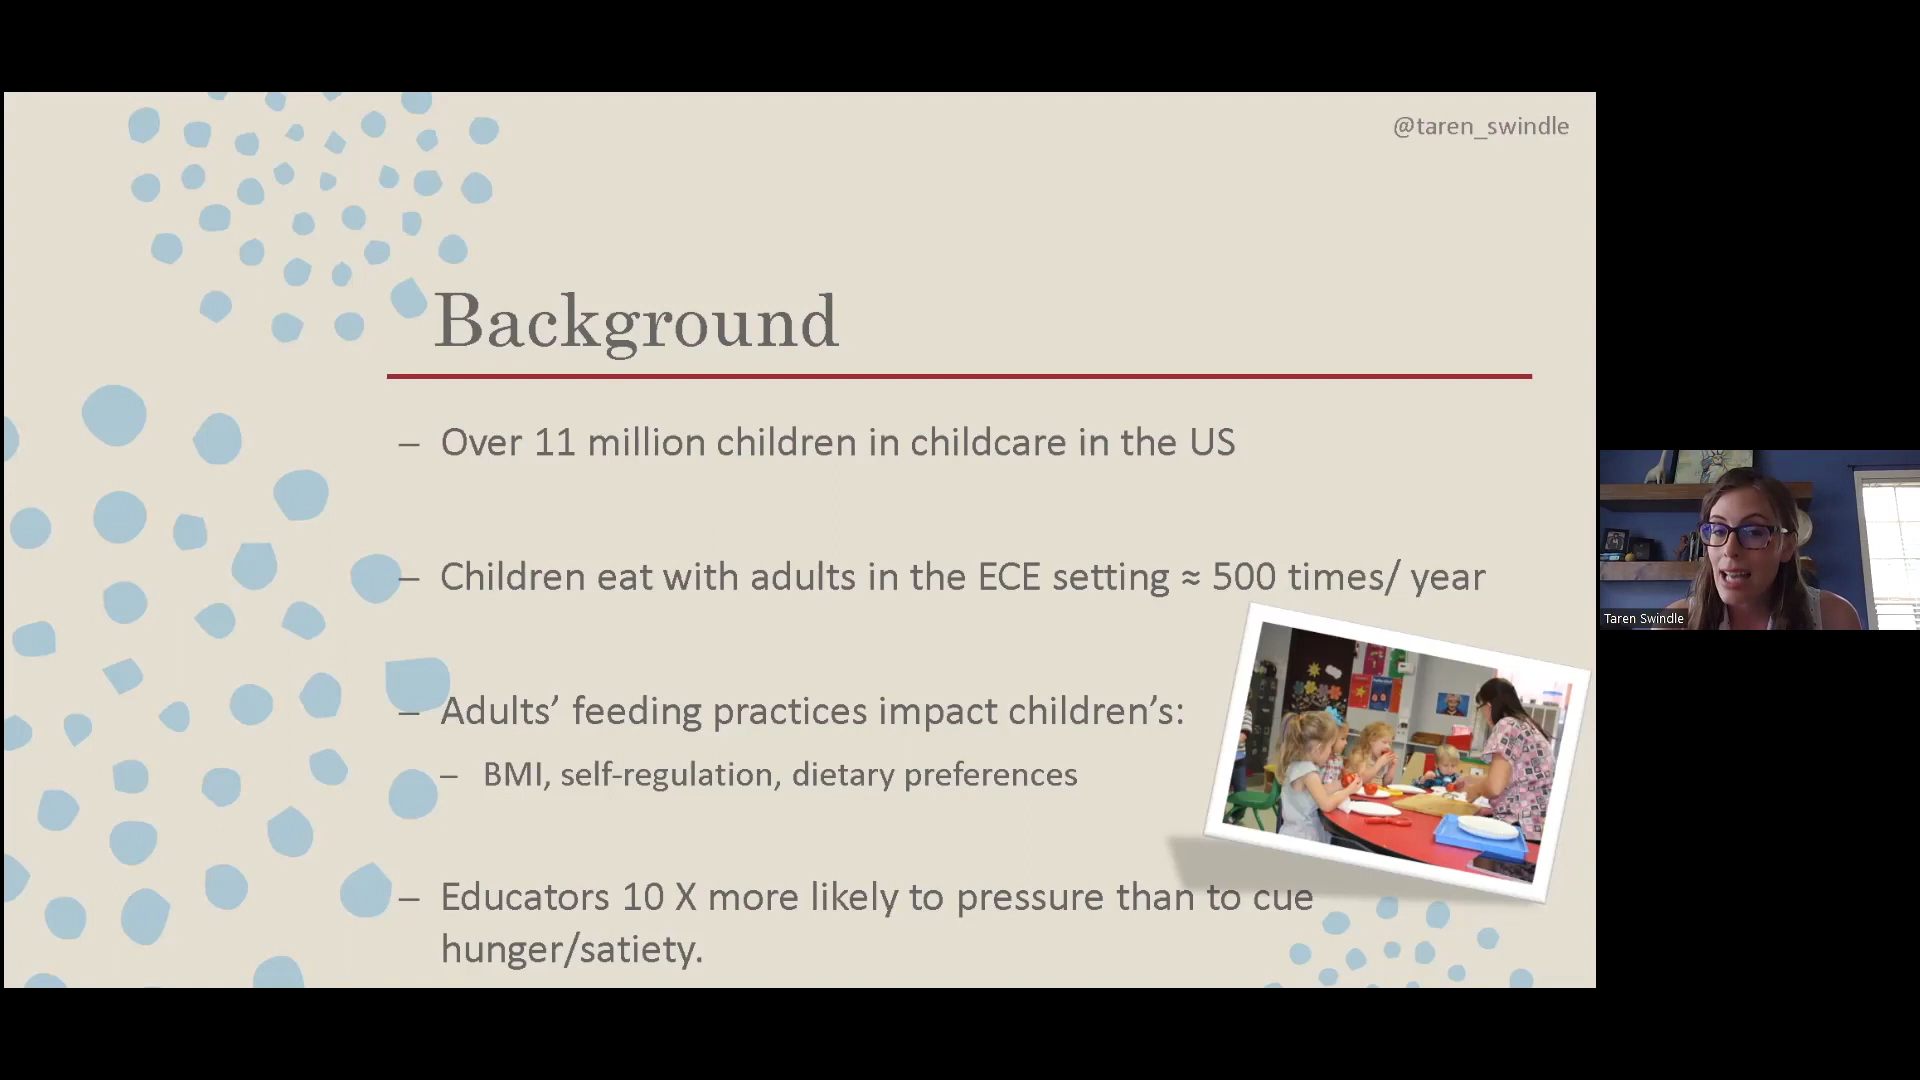 @taren_swindle
Background
– Over 11 million children in childcare in the US
– Children eat with adults in the ECE setting ≈ 500 times/ year
– Adults’ feeding practices impact children’s:
– BMI, self-regulation, dietary preferences
– Educators 10 X more likely to pressure than to cue
hunger/satiety.
Taren Swindle